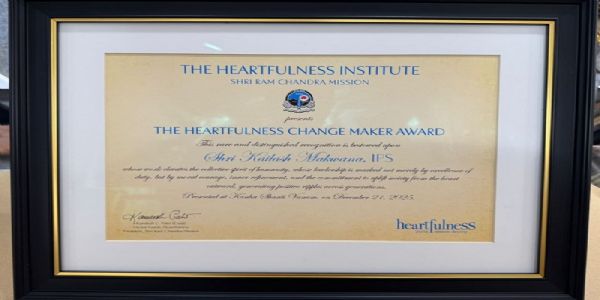 THE HEARTFULNESS INSTITUTE
SHRI RAM CHANDRA MISSION
presents
THE HEARTFULNESS CHANGE MAKER AWARD
This rare and distinguished recognition is bestowed upon
Shri Kailash Makwana, IPS
whose work elevates the collective spirit of humanity, whose leadership is marked not merely by excellence of
duty, but by moral courage, inner refinement, and the commitment to uplift society from the heart
outward, generating positive ripples across generations.
Presented at Kanha Shanti Vanam on December 21, 2025
heartfulness